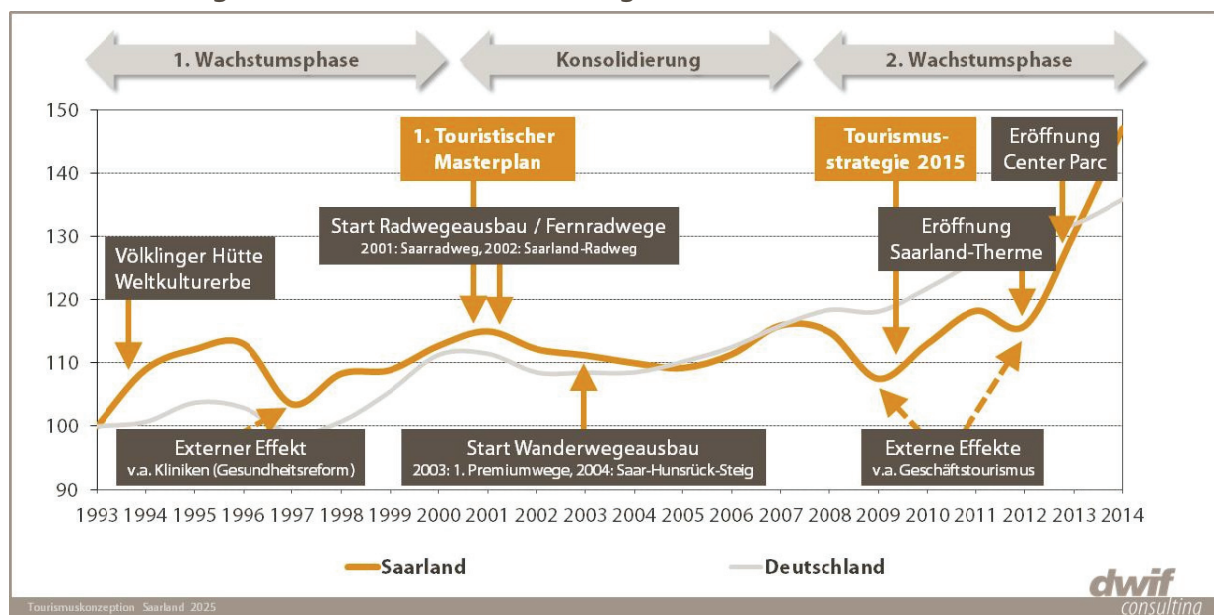 1. Wachstumsphase
Konsolidierung
2. Wachstumsphase
150
140
130
120
110
100
90
1. Touristischer
Masterplan
Tourismus-
strategie 2015
Eröffnung
Center Parc
Start Radwegeausbau / Fernradwege
2001: Saarradweg, 2002: Saarland-Radweg
Eröffnung
Saarland-Therme
Völklinger Hütte
Weltkulturerbe
Externer Effekt
v.a. Kliniken (Gesundheitsreform)
Start Wanderwegeausbau
2003: 1. Premiumwege, 2004: Saar-Hunsrück-Steig
Externe Effekte
v.a. Geschäftstourismus
1993 1994 1995 1996 1997 1998 1999 2000 2001 2002 2003 2004 2005 2006 2007 2008 2009 2010 2011 2012 2013 2014
Saarland
Deutschland
Tourismuskonzeption Saarland 2025
dwif
consulting